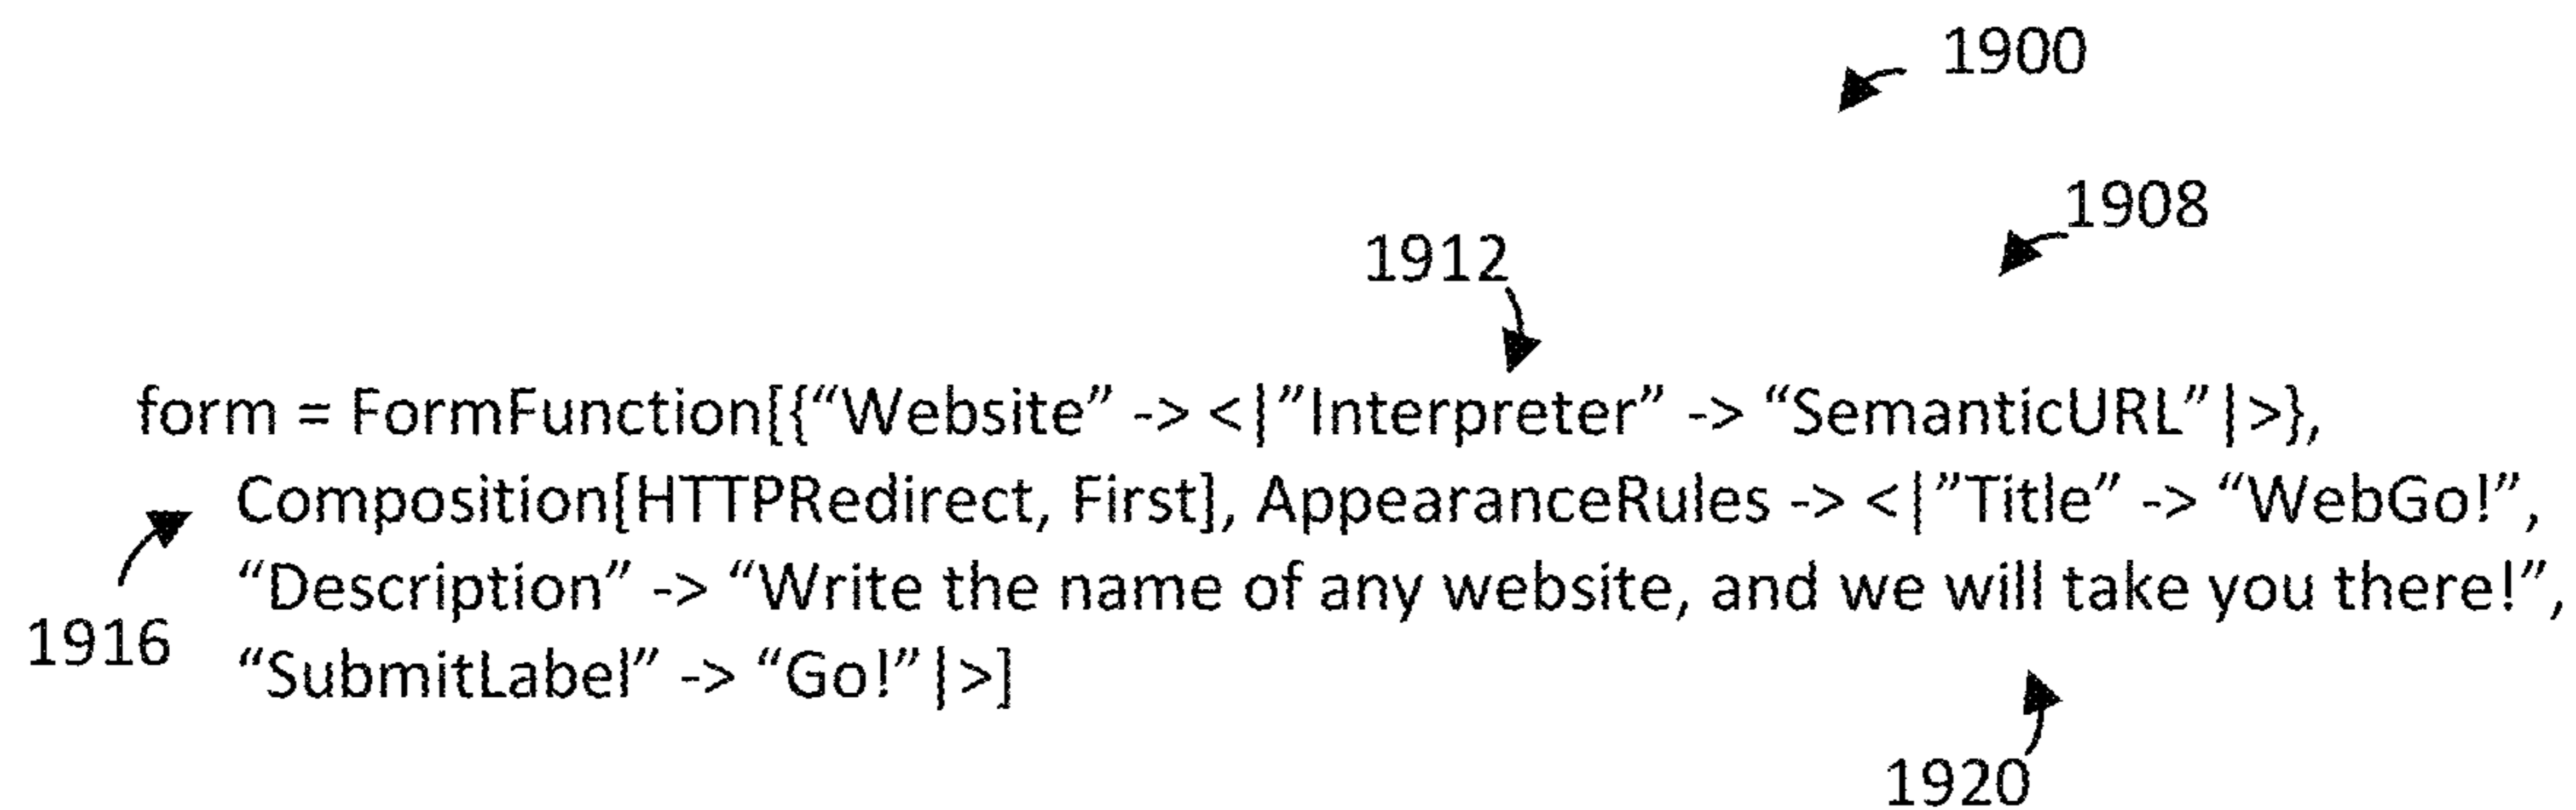 1900
1908
1912
form = FormFunction[{“Website” -> <|”Interpreter” -> “SemanticURL”|>},
Composition[HTTPRedirect, First], AppearanceRules -> <|”Title” -> “WebGo!”,
“Description” -> “Write the name of any website, and we will take you there!”,
1916
“SubmitLabel” -> “Go!”|>]
1920